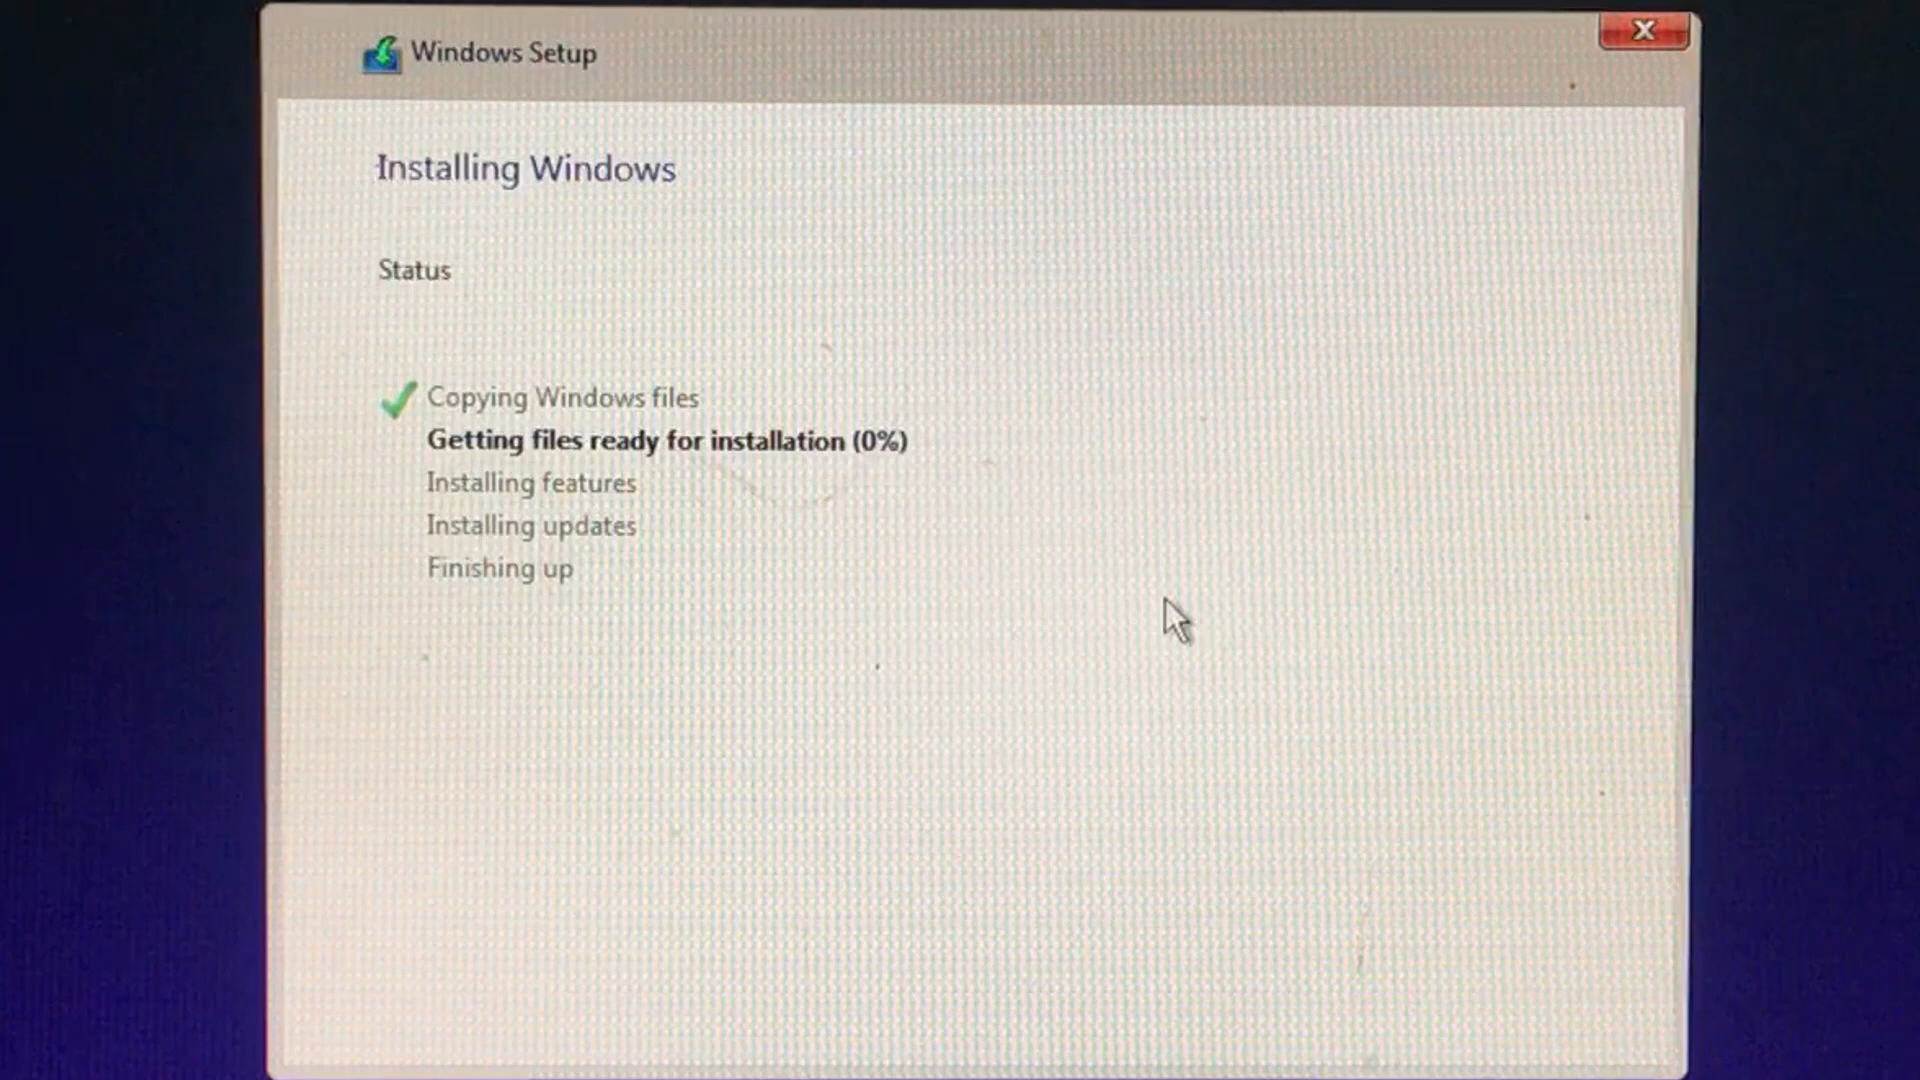 Windows Setup
Installing Windows
Status
Copying Windows files
Getting files ready for installation (0%)
Installing features
Installing updates
Finishing up